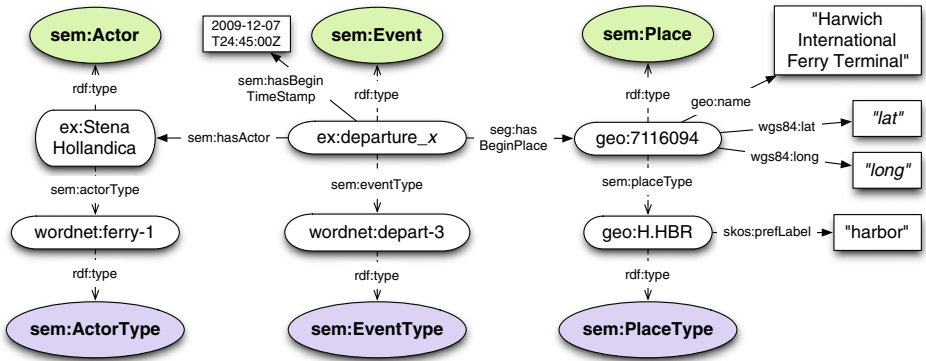 sem:Actor
2009-12-07
T24:45:00Z
sem:Event
sem:Place
"Harwich
International
Ferry Terminal"
rdf:type
sem:hasBegin
TimeStamp
rdf:type
rdf:type
geo:name
ex:Stena
Hollandica
sem:hasActor
ex:departure_x
seg:has
BeginPlace
geo:7116094
wgs84:lat
"lat"
wgs84:long
"long"
sem:actorType
sem:eventType
sem:placeType
wordnet:ferry-1
wordnet:depart-3
geo:H.HBR
skos:prefLabel
"harbor"
rdf:type
rdf:type
rdf:type
sem:ActorType
sem:EventType
sem:PlaceType